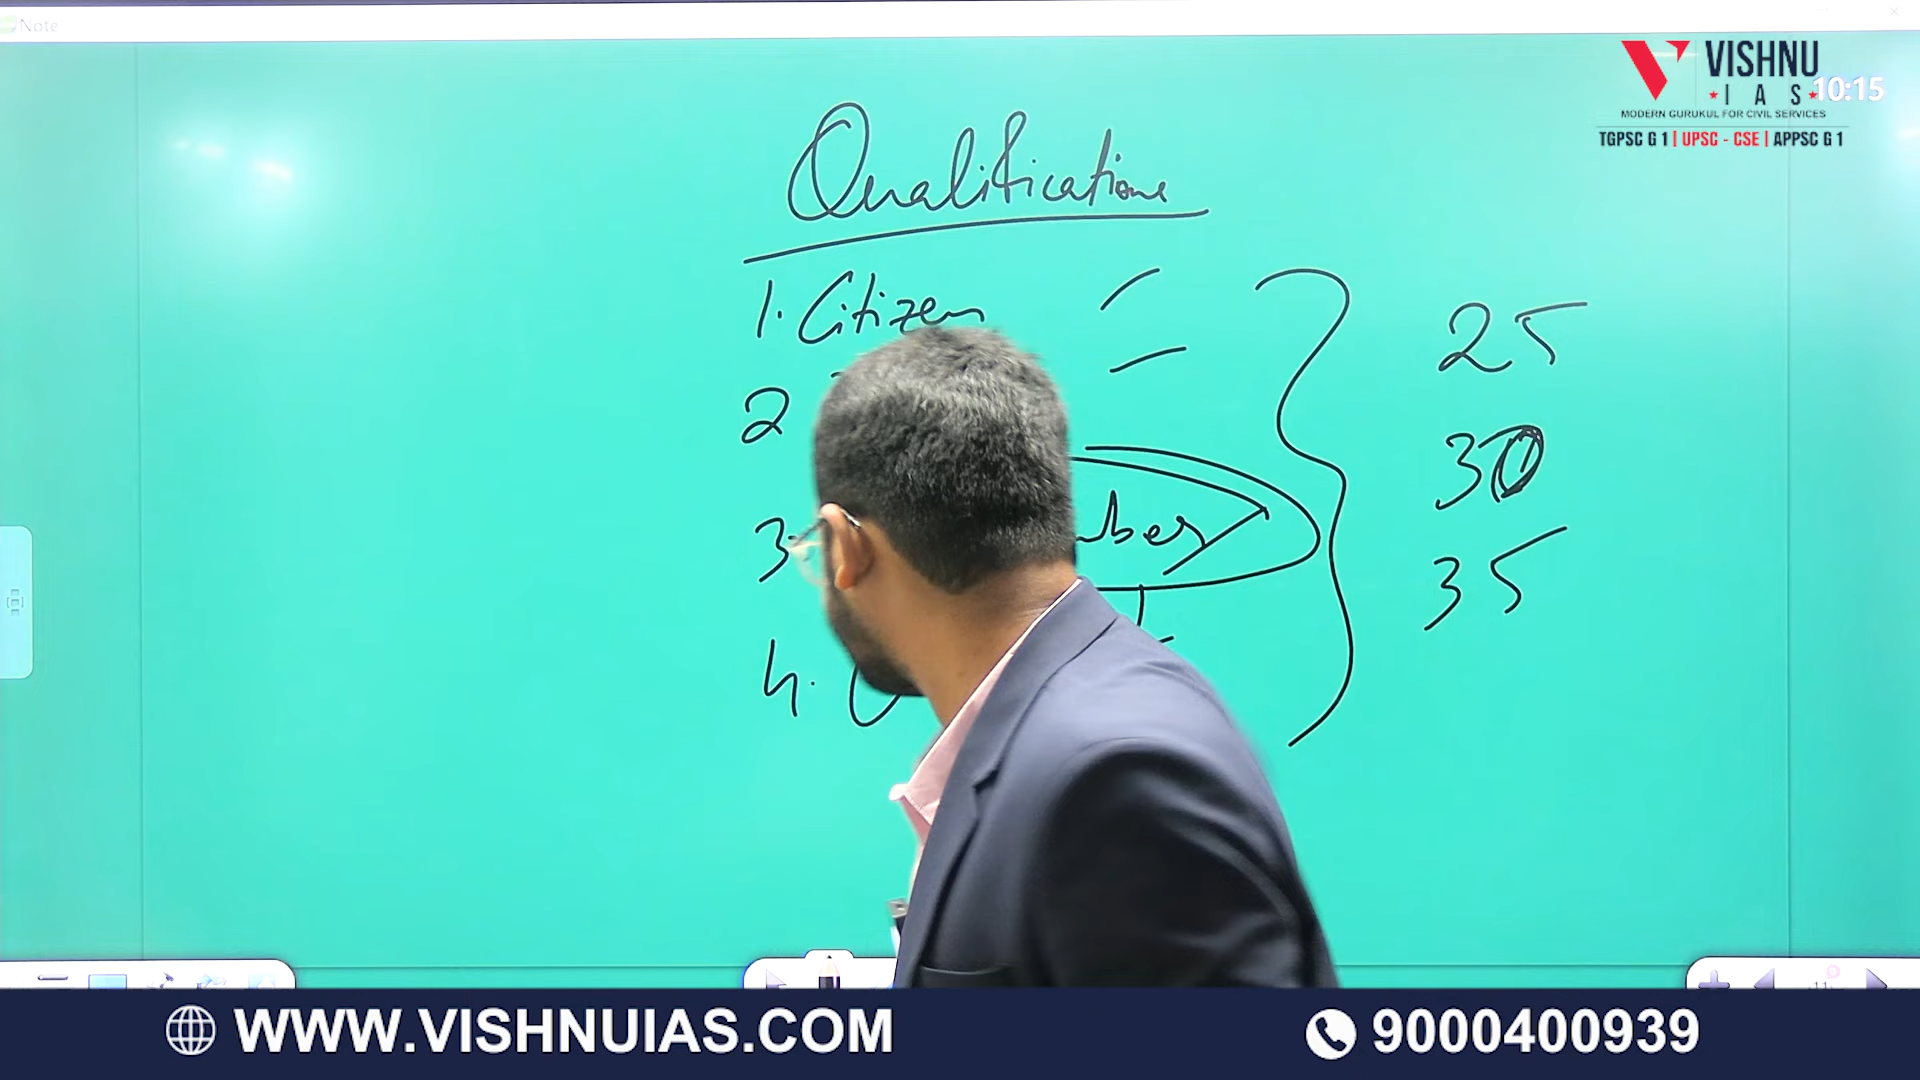 Note
VISHNU
IAS
10:15
MODERN GURUKUL FOR CIVIL SERVICES
TGPSC G 1 | UPSC - CSE | APPSC G 1
Qualifications
1. Citizen
25
2
30
3.
35
4.
WWW.VISHNUIAS.COM
9000400939